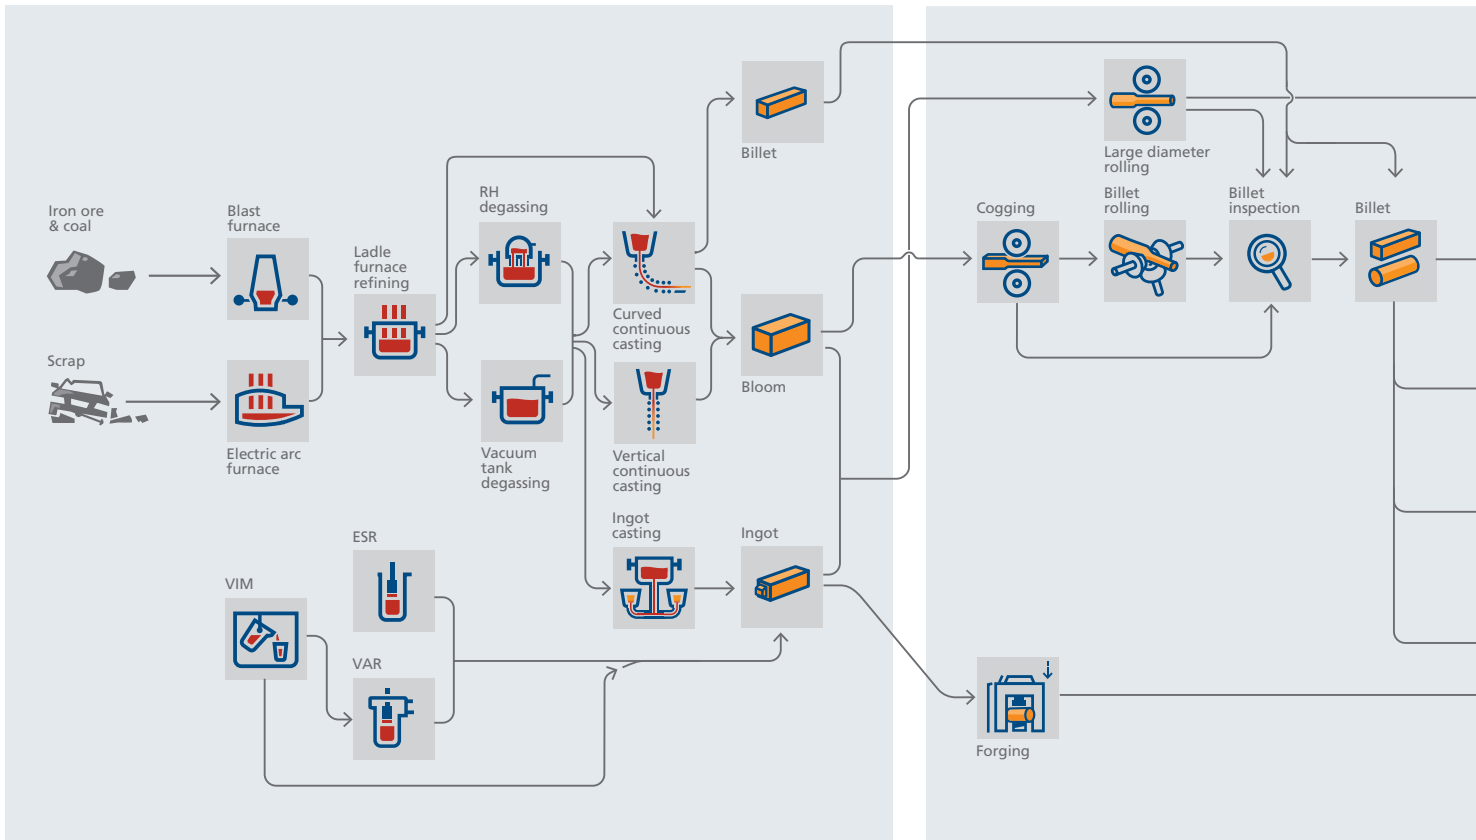 Billet
Large diameter
rolling
Iron ore
& coal
Blast
furnace
Ladle
furnace
refining
RH
degassing
Curved
continuous
casting
Bloom
Cogging
Billet
rolling
Billet
inspection
Billet
Scrap
Electric arc
furnace
Vacuum
tank
degassing
Vertical
continuous
casting
Ingot
casting
Ingot
ESR
VIM
VAR
Forging